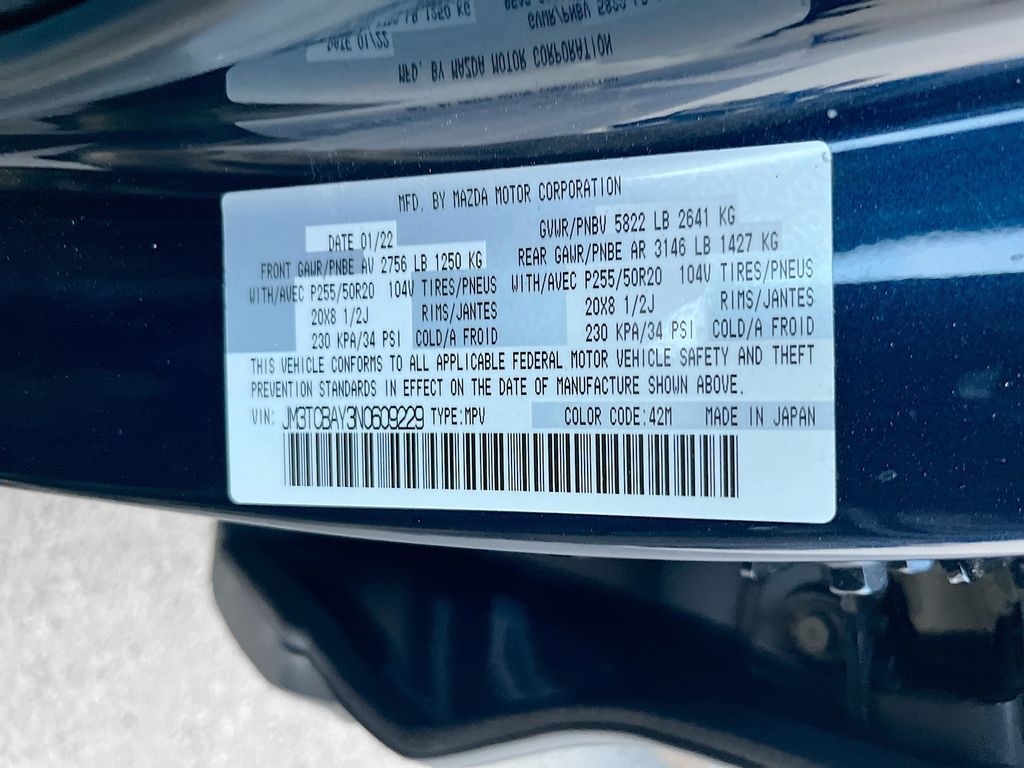 MFD. BY MAZDA MOTOR CORPORATION
DATE 01/22 GVWR/PNBV 5822 LB 2641 KG
FRONT GAWR/PNBE AV 2756 LB 1250 KG REAR GAWR/PNBE AR 3146 LB 1427 KG
WITH/AVEC P255/50R20 104V TIRES/PNEUS WITH/AVEC P255/50R20 104V TIRES/PNEUS
20X8 1/2J RIMS/JANTES 20X8 1/2J RIMS/JANTES
230 KPA/34 PSI COLD/A FROID 230 KPA/34 PSI COLD/A FROID
THIS VEHICLE CONFORMS TO ALL APPLICABLE FEDERAL MOTOR VEHICLE SAFETY AND THEFT
PREVENTION STANDARDS IN EFFECT ON THE DATE OF MANUFACTURE SHOWN ABOVE.
VIN: JM3TCBAY3N0609229 TYPE:MPV COLOR CODE:42M MADE IN JAPAN